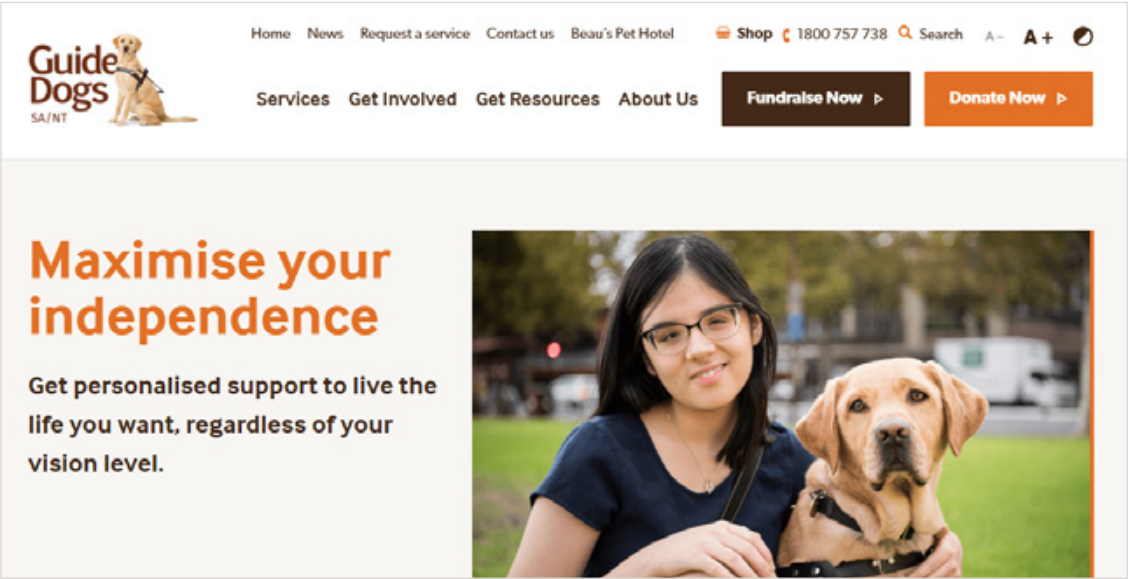 Guide
Dogs
SA/NT
Home News Request a service Contact us Beau's Pet Hotel Shop 1800 757 738 Search A- A+
Services Get Involved Get Resources About Us Fundraise Now Donate Now
Maximise your
independence
Get personalised support to live the
life you want, regardless of your
vision level.